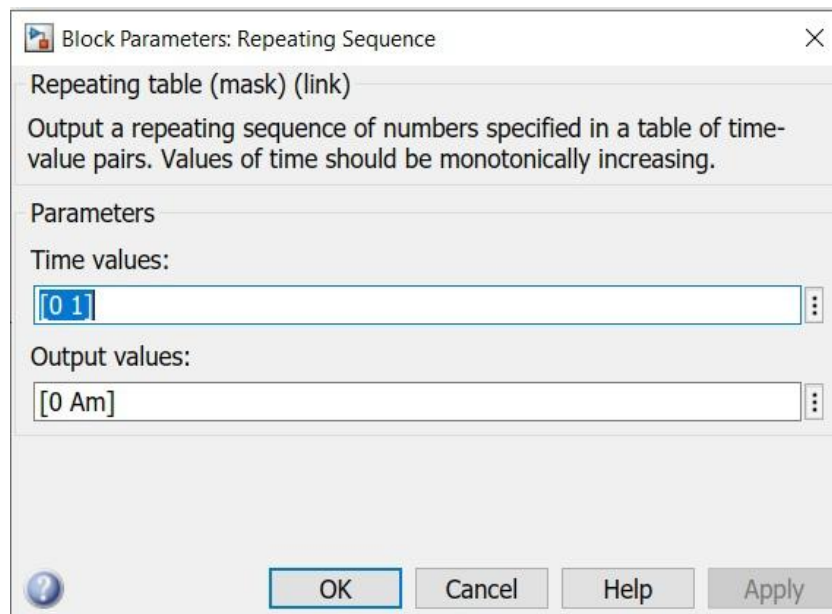 Block Parameters: Repeating Sequence
Repeating table (mask) (link)
Output a repeating sequence of numbers specified in a table of time-
value pairs. Values of time should be monotonically increasing.
Parameters
Time values:
[0 1]
Output values:
[0 Am]
? OK Cancel Help Apply